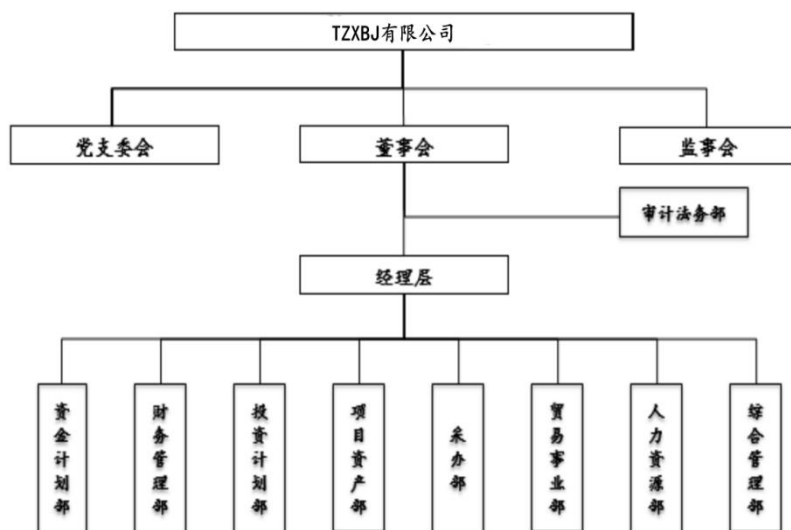 TZXBJ有限公司
党支委会
董事会
监事会
审计法务部
经理层
资金计划部
财务管理部
投资计划部
项目资产部
采办部
贸易事业部
人力资源部
综合管理部